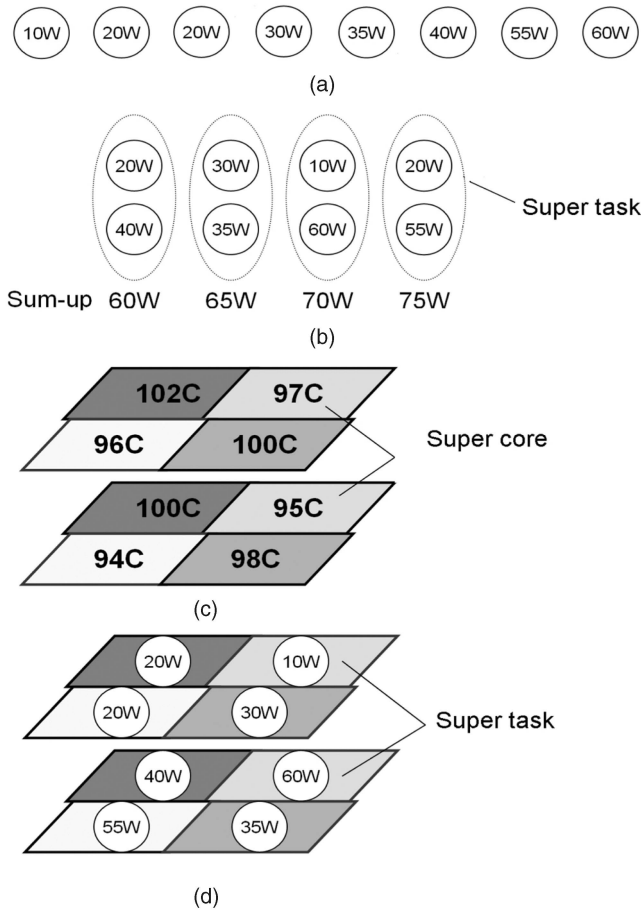 10W 20W 20W 30W 35W 40W 55W 60W
(a)
20W 30W 10W 20W
Super task
40W 35W 60W 55W
Sum-up 60W 65W 70W 75W
(b)
102C 97C
Super core
96C 100C
100C 95C
94C 98C
(c)
20W 10W
20W 30W
Super task
40W 60W
55W 35W
(d)